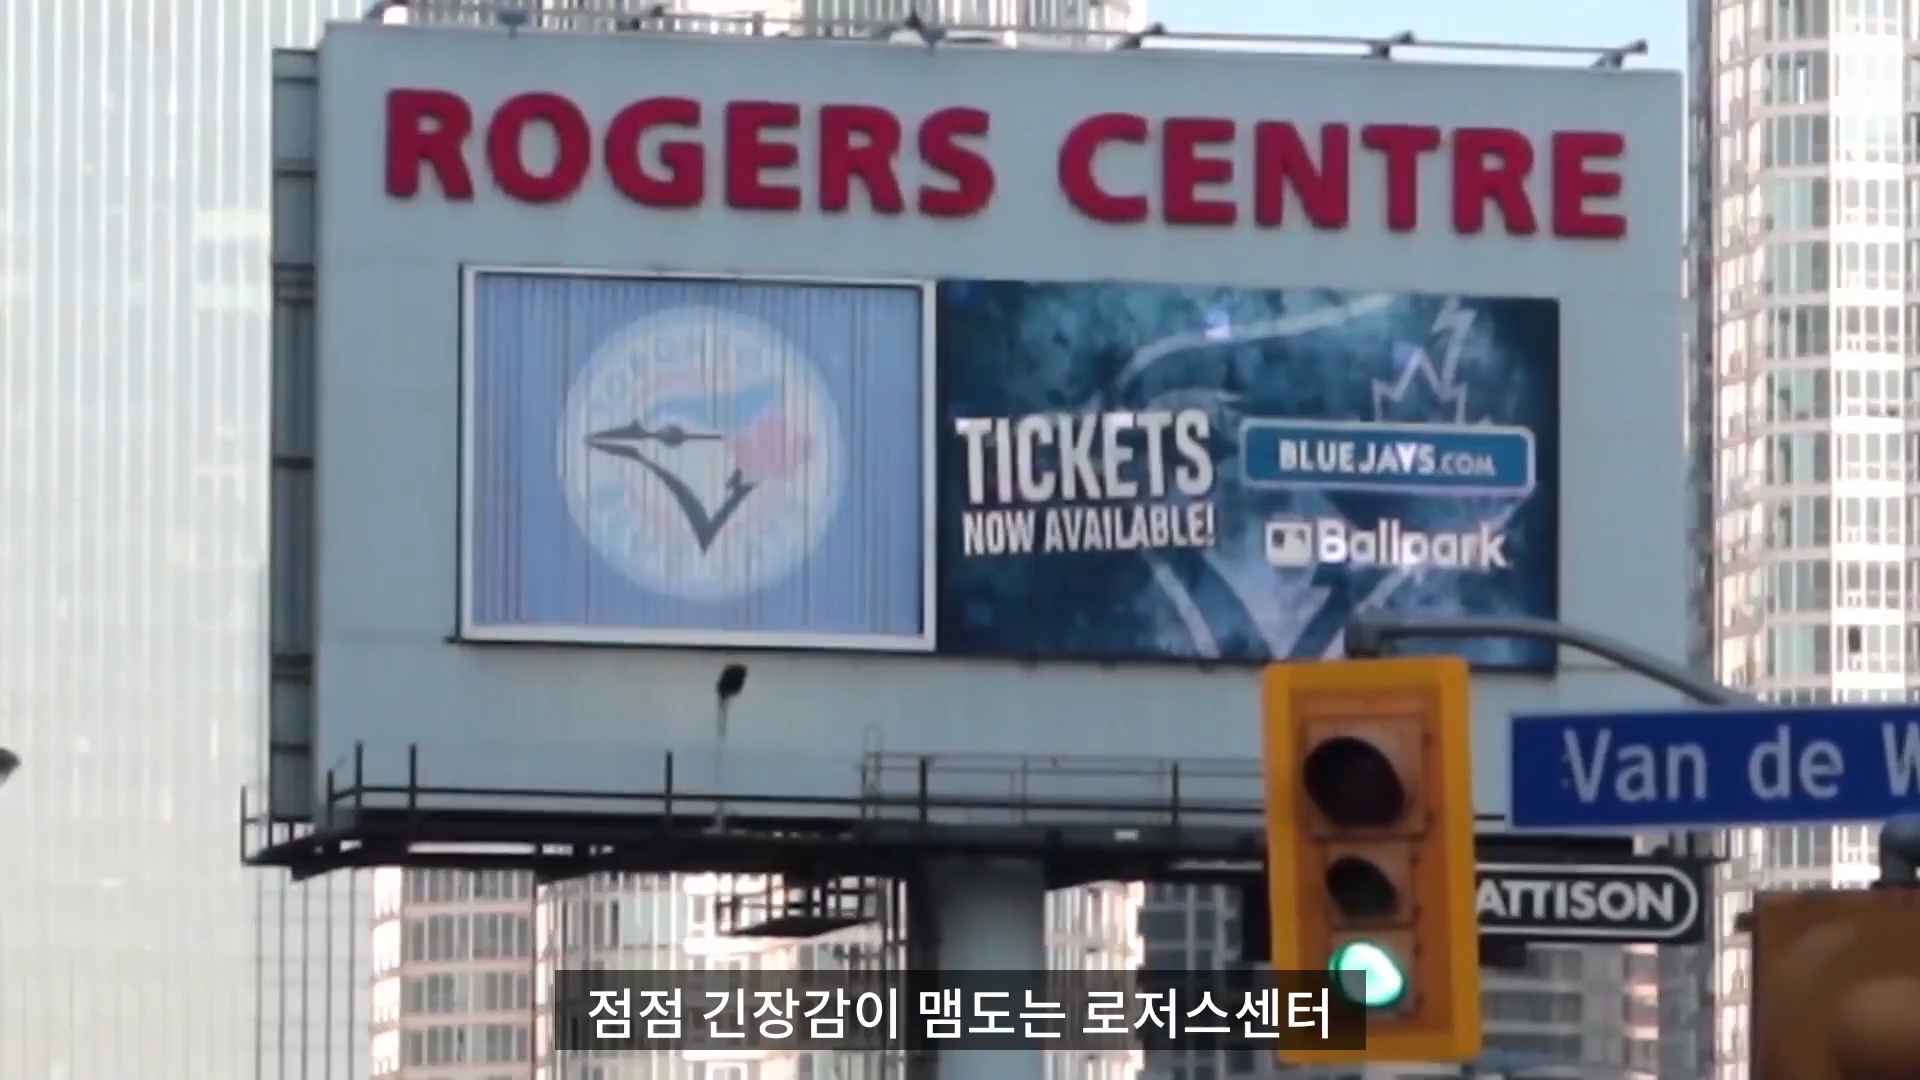 ROGERS CENTRE
TICKETS
NOW AVAILABLE!
BLUEJAYS.COM
Ballpark
Van de
ATTISON
점점 긴장감이 맴도는 로저스센터